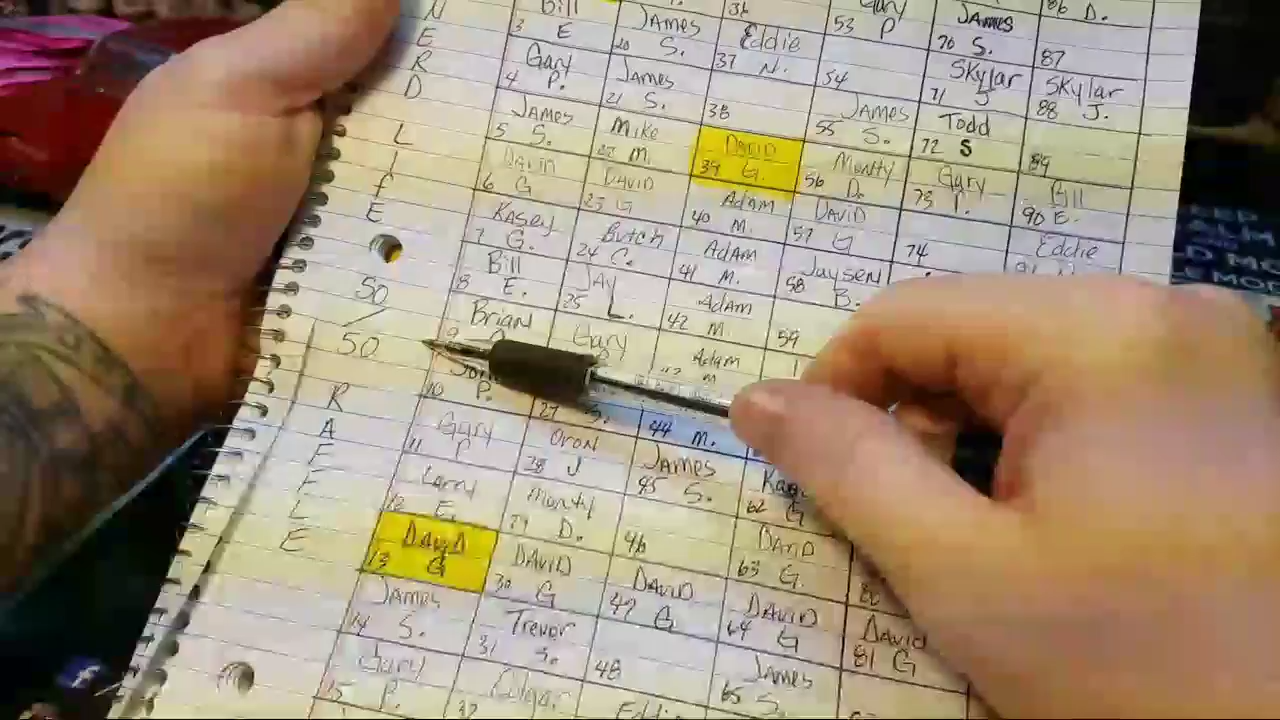 N
E
R
D
L
I
F
E
50
/
50
R
A
F
F
L
E
Bill
3 E
Gary
4 P.
James
5 S.
David
6 G
Kasey
7 G.
Bill
8 E.
Brian
9
10 P.
Gary
11 P
Larry
12 E
David
13 G
James
14 S.
Gary
15 P.
James
20 S.
James
21 S.
Mike
22 M.
David
23 G
Butch
24 C.
Jay
25 L.
Gary
27 S.
Oron
28 J
Monty
29 D.
David
30 G
Trevor
31 S.
Edgar
32
36
Eddie
37 N.
38
David
39 G.
Adam
40 M.
Adam
41 M.
Adam
42 M.
Adam
M
44 M.
James
45 S.
46
David
47 G
48
Eddie
Gary
53 P
54
James
55 S.
Monty
56 D.
David
57 G
Jaysen
58 B.
59
62 G
David
63 G.
David
64 G
James
65 S.
James
70 S.
Skylar
71 J
Todd
72 S
Gary
73 P.
74
David
81 G
86 D.
87
Skylar
88 J.
89
Gil
90 E.
Eddie